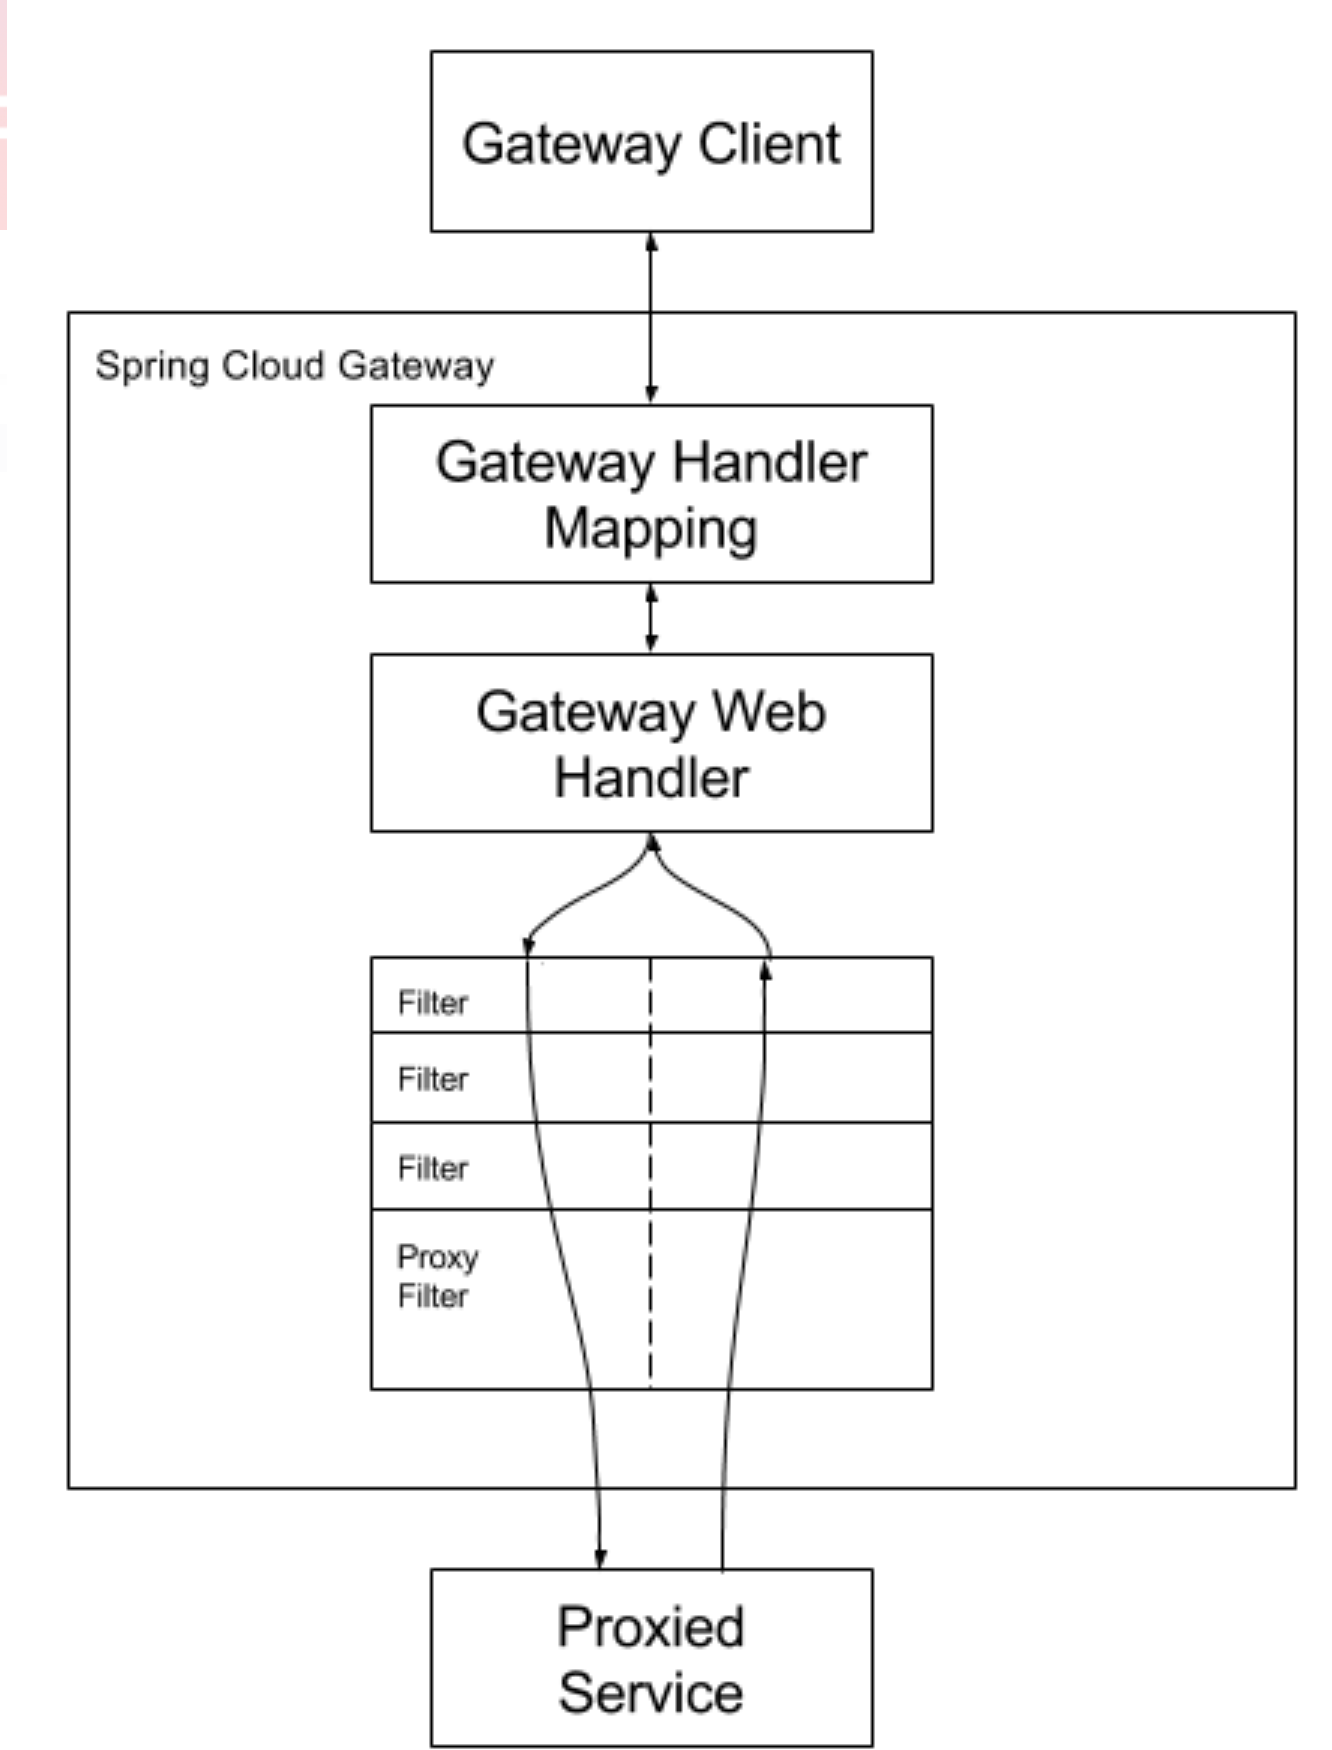 Gateway Client
Spring Cloud Gateway
Gateway Handler
Mapping
Gateway Web
Handler
Filter
Filter
Filter
Proxy
Filter
Proxied
Service